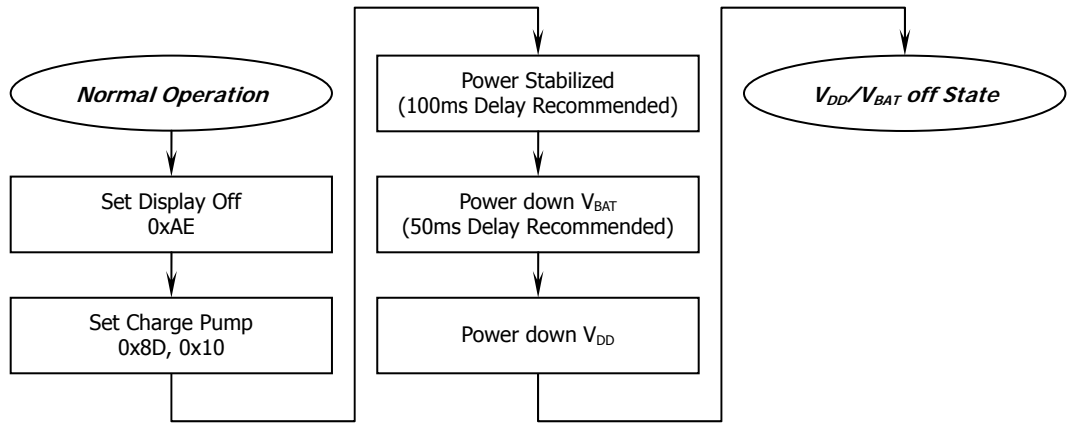 Normal Operation
Set Display Off
0xAE
Set Charge Pump
0x8D, 0x10
Power Stabilized
(100ms Delay Recommended)
Power down VBAT
(50ms Delay Recommended)
Power down VDD
VDD/VBAT off State